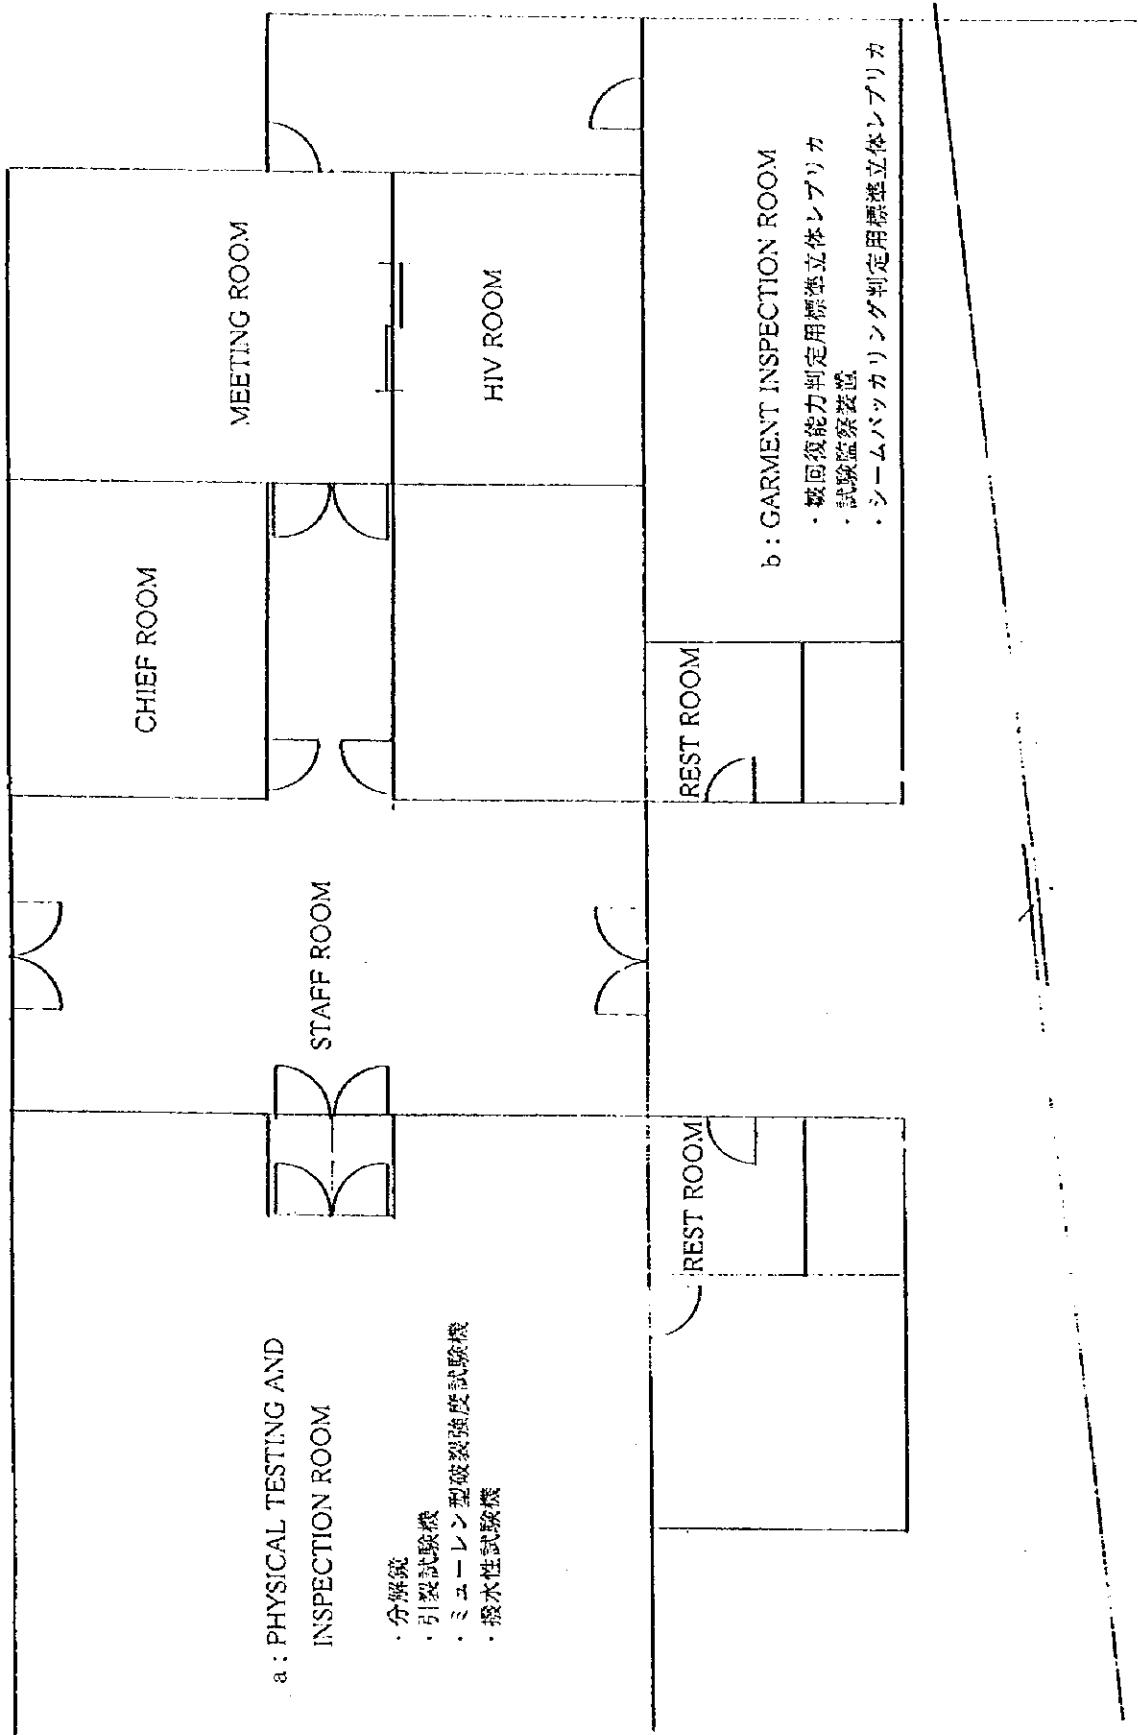 a : PHYSICAL TESTING AND
INSPECTION ROOM
・分解鏡
・引裂試験機
・ミューレン型破裂強度試験機
・撥水性試験機
STAFF ROOM
CHIEF ROOM
MEETING ROOM
HIV ROOM
REST ROOM
REST ROOM
b : GARMENT INSPECTION ROOM
・皺回復能力判定用標準立体レプリカ
・試験監察装置
・シームパッカリング判定用標準立体レプリカ